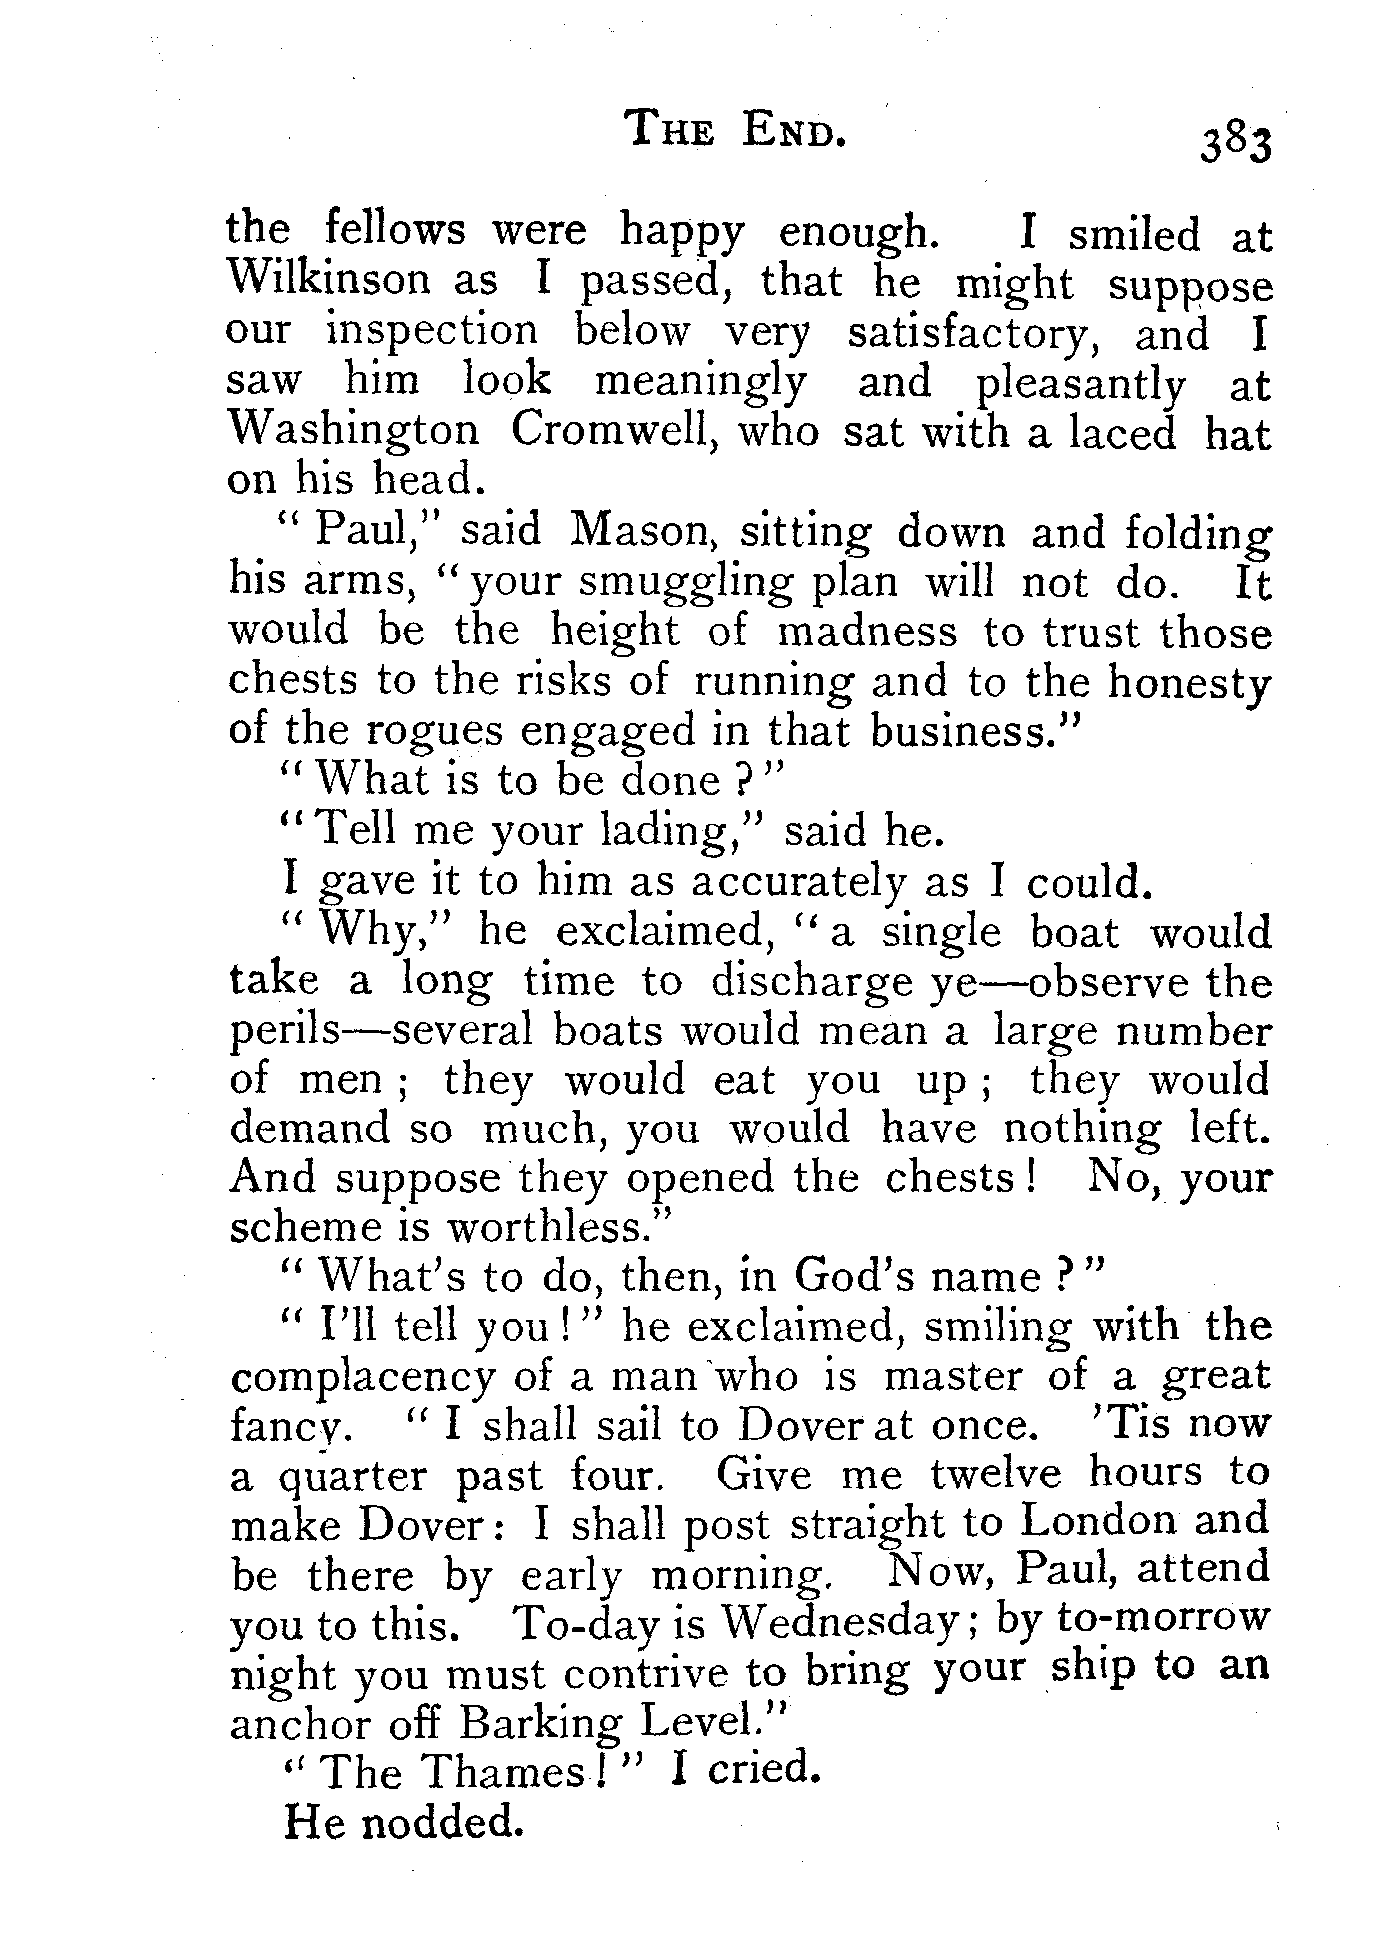 THE END.
383
the fellows were happy enough. I smiled at
Wilkinson as I passed, that he might suppose
our inspection below very satisfactory, and I
saw him look meaningly and pleasantly at
Washington Cromwell, who sat with a laced hat
on his head.
“ Paul,” said Mason, sitting down and folding
his arms, “ your smuggling plan will not do. It
would be the height of madness to trust those
chests to the risks of running and to the honesty
of the rogues engaged in that business.”
“ What is to be done ? ”
“ Tell me your lading,” said he.
I gave it to him as accurately as I could.
“ Why,” he exclaimed, “ a single boat would
take a long time to discharge ye—observe the
perils—several boats would mean a large number
of men ; they would eat you up ; they would
demand so much, you would have nothing left.
And suppose they opened the chests ! No, your
scheme is worthless.”
“ What's to do, then, in God's name ? ”
“ I'll tell you ! ” he exclaimed, smiling with the
complacency of a man who is master of a great
fancy. “ I shall sail to Dover at once. 'Tis now
a quarter past four. Give me twelve hours to
make Dover : I shall post straight to London and
be there by early morning. Now, Paul, attend
you to this. To-day is Wednesday ; by to-morrow
night you must contrive to bring your ship to an
anchor off Barking Level.”
“ The Thames ! ” I cried.
He nodded.